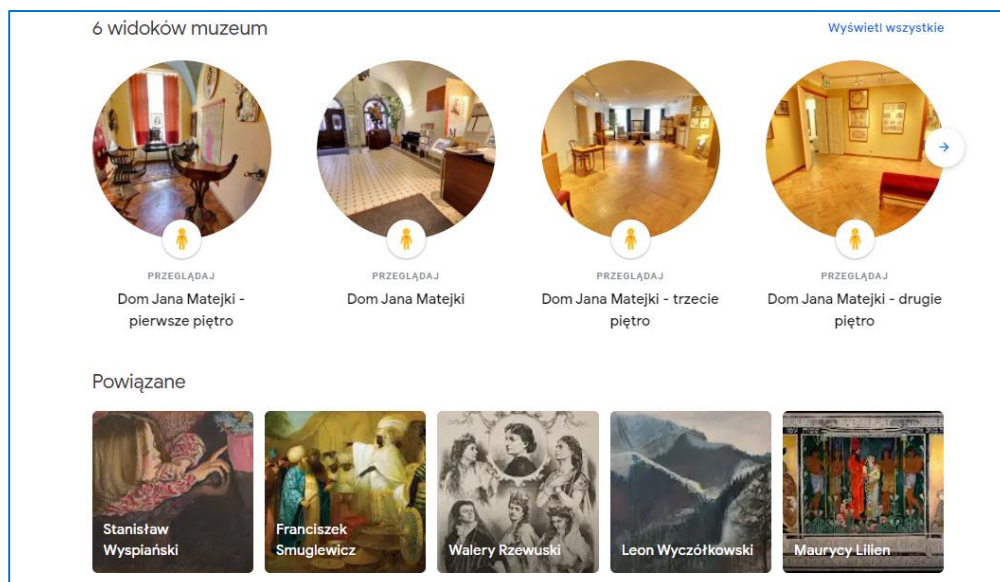 6 widoków muzeum
Wyświetl wszystkie
PRZEGLĄDAJ
Dom Jana Matejki -
pierwsze piętro
PRZEGLĄDAJ
Dom Jana Matejki
PRZEGLĄDAJ
Dom Jana Matejki - trzecie
piętro
PRZEGLĄDAJ
Dom Jana Matejki - drugie
piętro
Powiązane
Stanisław
Wyspiański
Franciszek
Smuglewicz
Walery Rzewuski
Leon Wyczółkowski
Maurycy Lilien